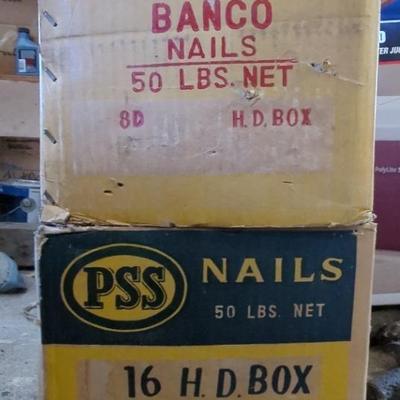 BANCO
NAILS
50 LBS. NET
8D H.D. BOX
PSS NAILS
50 LBS. NET
16 H.D. BOX